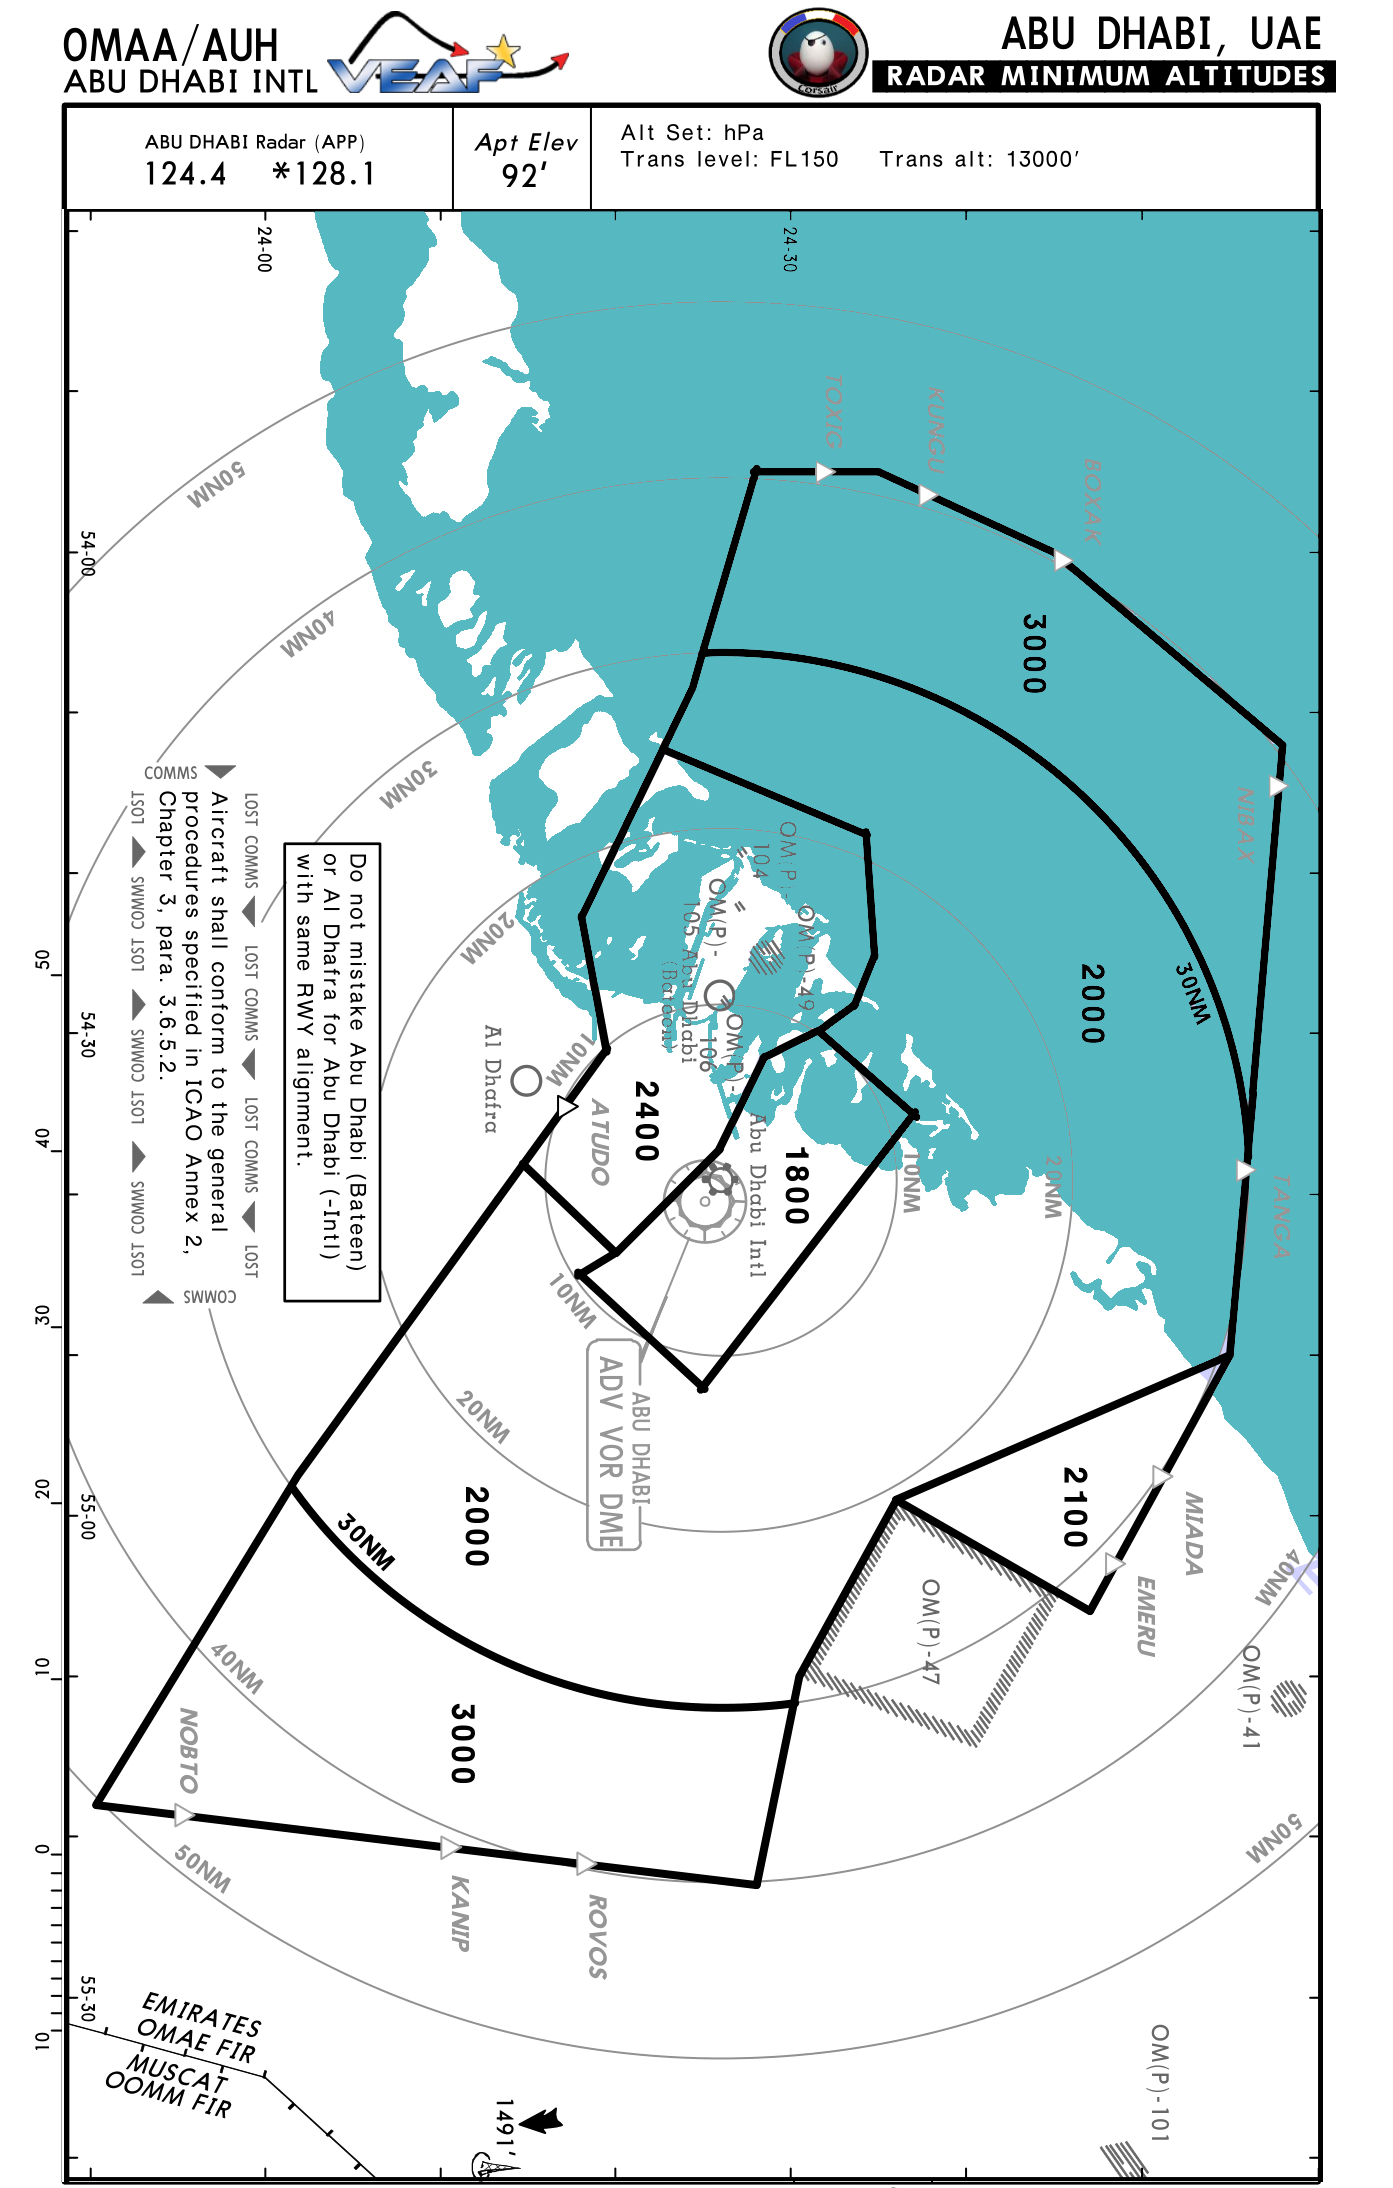 OMAA/AUH
ABU DHABI INTL
VEAF
Corsair
ABU DHABI, UAE
RADAR MINIMUM ALTITUDES
ABU DHABI Radar (APP)
124.4 *128.1
Apt Elev
92'
Alt Set: hPa
Trans level: FL150 Trans alt: 13000'
24-00
24-30
TOXIG
KUNGU
BOXAK
50NM
54-00
40NM
3000
30NM
NIBAX
COMMS
LOST COMMS LOST COMMS LOST COMMS LOST
Aircraft shall conform to the general
procedures specified in ICAO Annex 2,
Chapter 3, para. 3.6.5.2.
LOST COMMS LOST COMMS LOST COMMS LOST
COMMS
Do not mistake Abu Dhabi (Bateen)
or Al Dhafra for Abu Dhabi (-Intl)
with same RWY alignment.
OM(P)-
104
OM(P)-49
OM(P)-
105
Abu Dhabi
(Bateen)
OM(P)-
106
20NM
50
2000
30NM
54-30
Al Dhafra
10NM
ATUDO
2400
1800
Abu Dhabi Intl
10NM
20NM
TANGA
40
30
10NM
ABU DHABI
ADV VOR DME
20NM
2100
MIADA
EMERU
40NM
20
55-00
2000
30NM
OM(P)-47
OM(P)-41
10
40NM
3000
NOBTO
50NM
50NM
0
KANIP
ROVOS
55-30
10
EMIRATES
OMAE FIR
MUSCAT
OOMM FIR
1491'
OM(P)-101